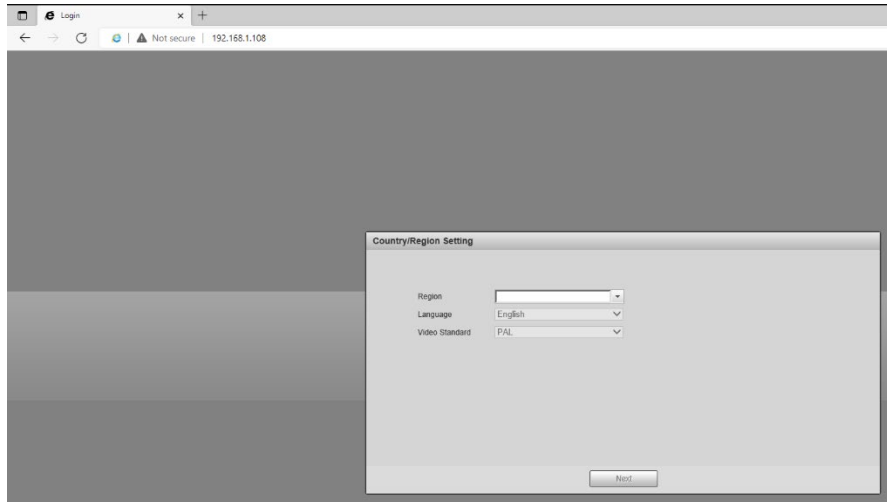 Login
Not secure 192.168.1.108
Country/Region Setting
Region
Language English
Video Standard PAL
Next